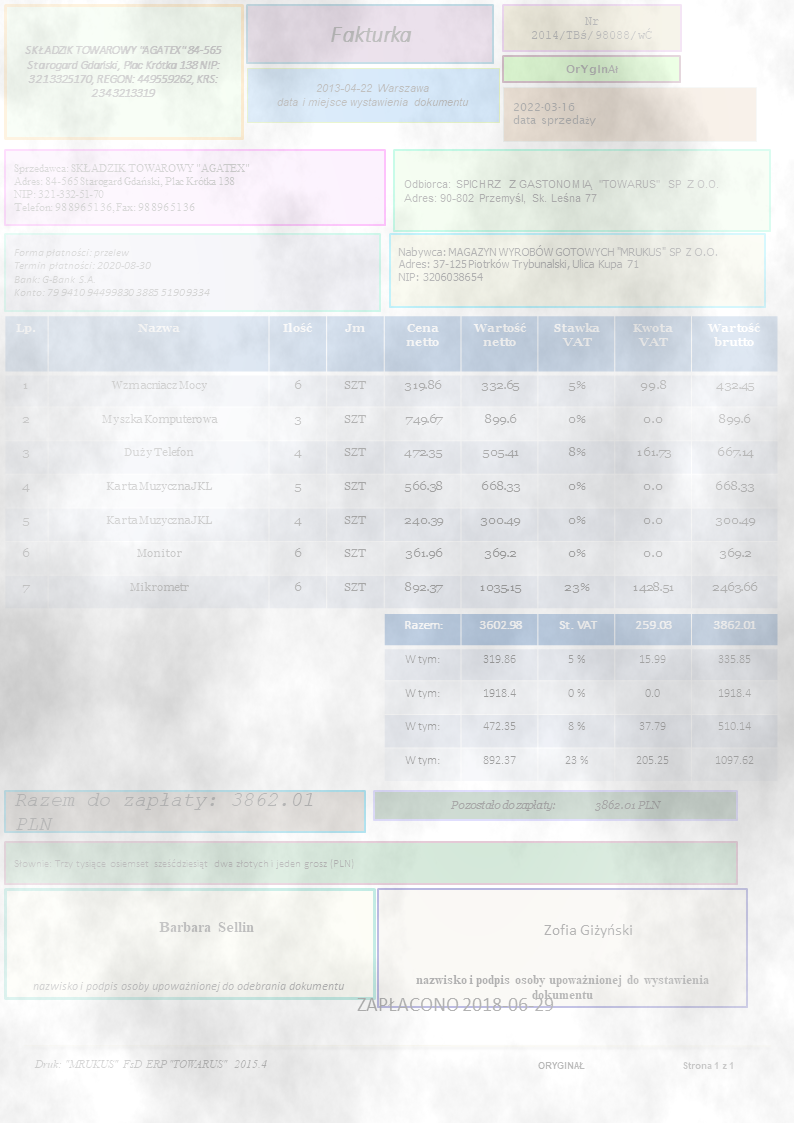 SKŁADZIK TOWAROWY "AGATEX" 84-565
Starogard Gdański, Plac Krótka 138 NIP:
3213325170, REGON: 449559262, KRS:
2343213319
Fakturka
2013-04-22 Warszawa
data i miejsce wystawienia dokumentu
Nr
2014/TBś/98088/wĆ
OrYgInAł
2022-03-16
data sprzedaży
Sprzedawca: SKŁADZIK TOWAROWY "AGATEX"
Adres: 84-565 Starogard Gdański, Plac Krótka 138
NIP: 321-332-51-70
Telefon: 988965136, Fax: 988965136
Odbiorca: SPICHRZ Z GASTONOMIĄ "TOWARUS" SP Z O.O.
Adres: 90-802 Przemyśl, Sk. Leśna 77
Forma płatności: przelew
Termin płatności: 2020-08-30
Bank: G-Bank S.A.
Konto: 79 9410 9449 9830 3885 5190 9334
Nabywca: MAGAZYN WYROBÓW GOTOWYCH "MRUKUS" SP Z O.O.
Adres: 37-125 Piotrków Trybunalski, Ulica Kupa 71
NIP: 3206038654
Lp. Nazwa Ilość Jm Cena netto Wartość netto Stawka VAT Kwota VAT Wartość brutto
1 Wzmacniacz Mocy 6 SZT 319.86 332.65 5% 99.8 432.45
2 Myszka Komputerowa 3 SZT 749.67 899.6 0% 0.0 899.6
3 Duży Telefon 4 SZT 472.35 505.41 8% 161.73 667.14
4 Karta Muzyczna JKL 5 SZT 566.38 668.33 0% 0.0 668.33
5 Karta Muzyczna JKL 4 SZT 240.39 300.49 0% 0.0 300.49
6 Monitor 6 SZT 361.96 369.2 0% 0.0 369.2
7 Mikrometr 6 SZT 892.37 1035.15 23% 1428.51 2463.66
Razem: 3602.98 St. VAT 259.03 3862.01
W tym: 319.86 5 % 15.99 335.85
W tym: 1918.4 0 % 0.0 1918.4
W tym: 472.35 8 % 37.79 510.14
W tym: 892.37 23 % 205.25 1097.62
Razem do zapłaty: 3862.01
PLN
Pozostało do zapłaty: 3862.01 PLN
Słownie: Trzy tysiące osiemset sześćdziesiąt dwa złotych i jeden grosz (PLN)
Barbara Sellin
nazwisko i podpis osoby upoważnionej do odebrania dokumentu
Zofia Giżyński
nazwisko i podpis osoby upoważnionej do wystawienia
dokumentu
ZAPŁACONO 2018-06-29
Druk: "MRUKUS" FzD ERP "TOWARUS" 2015.4
ORYGINAŁ
Strona 1 z 1